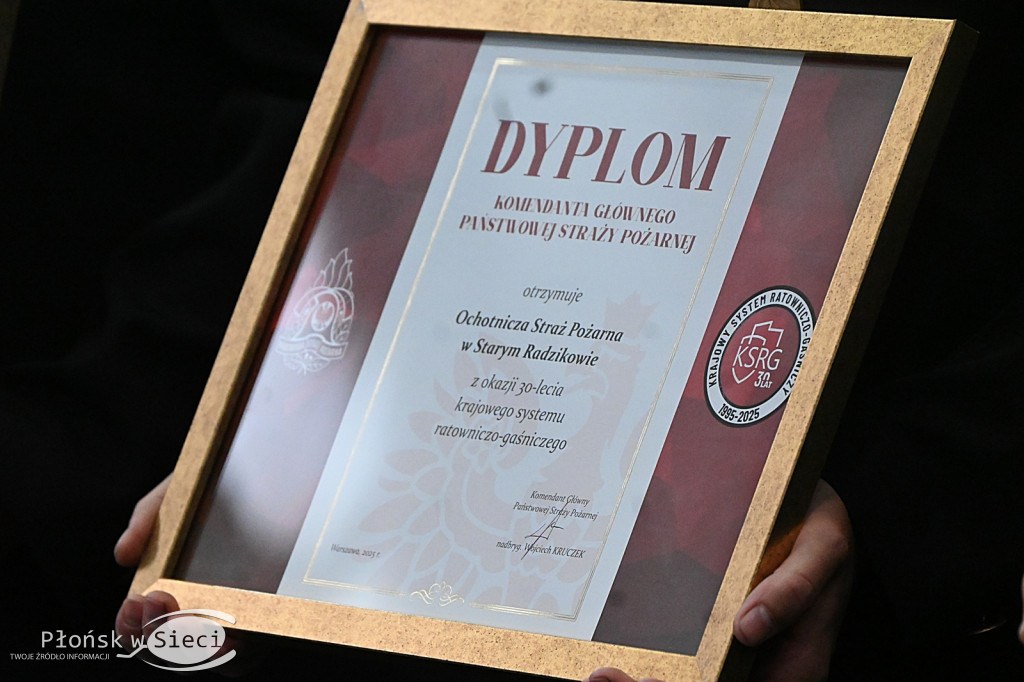 DYPLOM
KOMENDANTA GŁÓWNEGO
PAŃSTWOWEJ STRAŻY POŻARNEJ
otrzymuje
Ochotnicza Straż Pożarna
w Starym Radzikowie
z okazji 30-lecia
krajowego systemu
ratowniczo-gaśniczego
Komendant Główny
Państwowej Straży Pożarnej
nadbryg. Wojciech KRUCZEK
Warszawa, 2025 r.
KRAJOWY SYSTEM RATOWNICZO-GAŚNICZY
KSRG
30 LAT
1995-2025
Płońsk w Sieci
TWOJE ŹRÓDŁO INFORMACJI